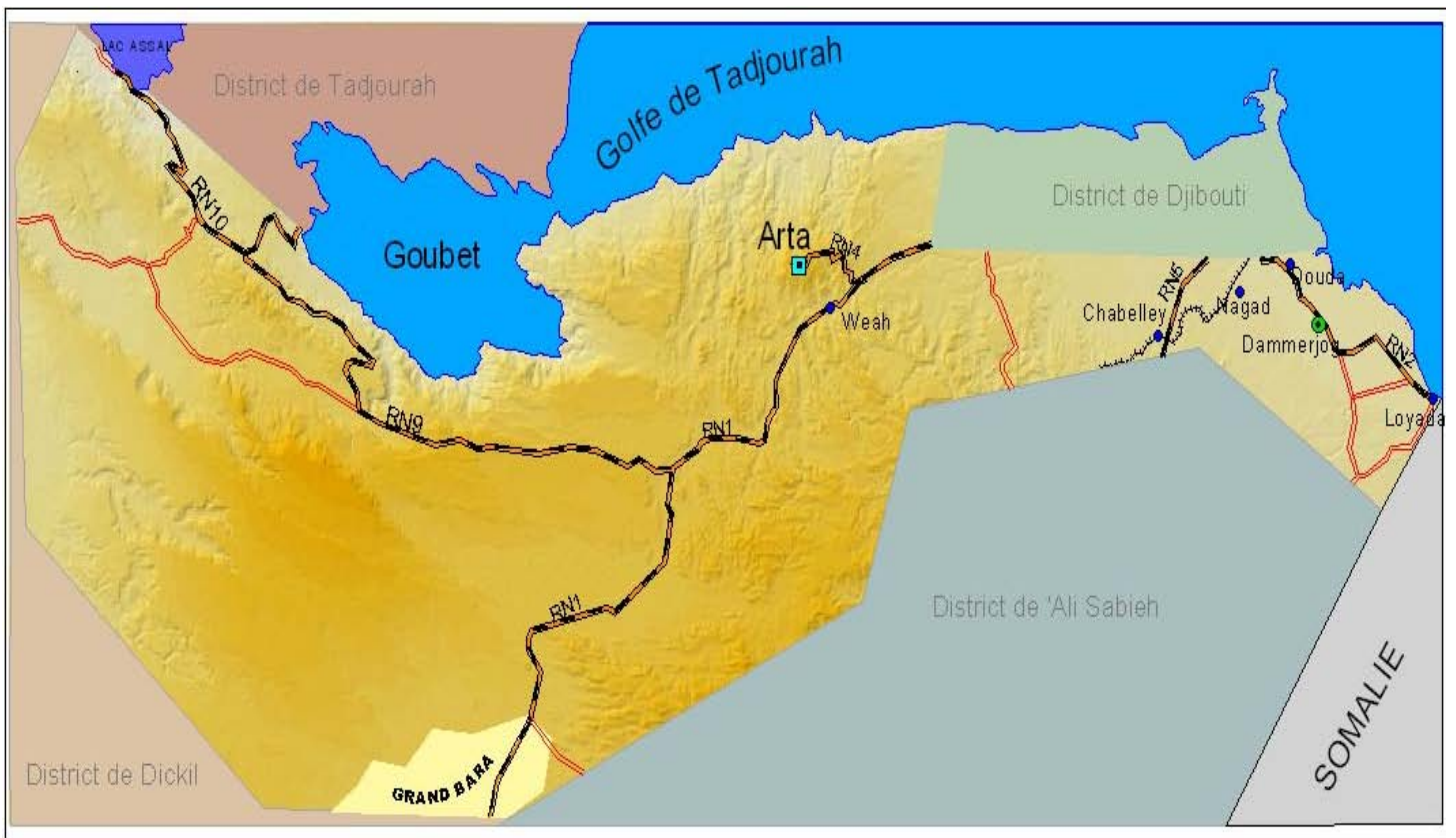 LAC ASSAL
District de Tadjourah
Golfe de Tadjourah
District de Djibouti
RN10
Goubet
Arta
RN4
Weah
RN5
Chabelley
Nagad
Douda
Dammerjog
RN2
Loyada
RN9
RN1
RN1
District de 'Ali Sabieh
SOMALIE
District de Dickil
GRAND BARA